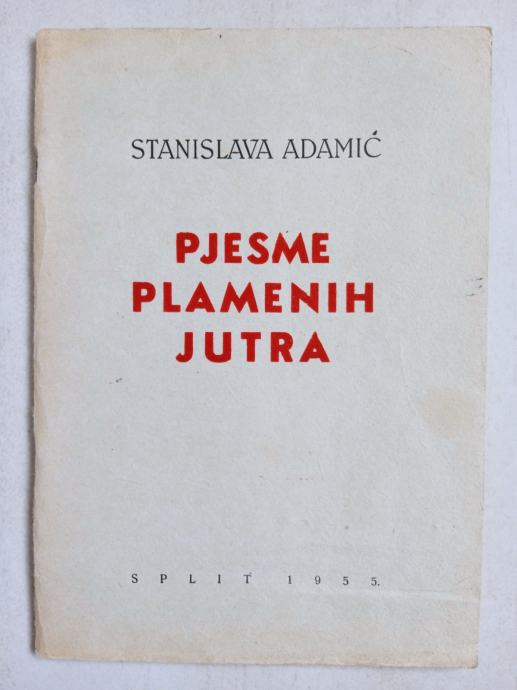 STANISLAVA ADAMIĆ
PJESME
PLAMENIH
JUTRA
SPLIT 1955.